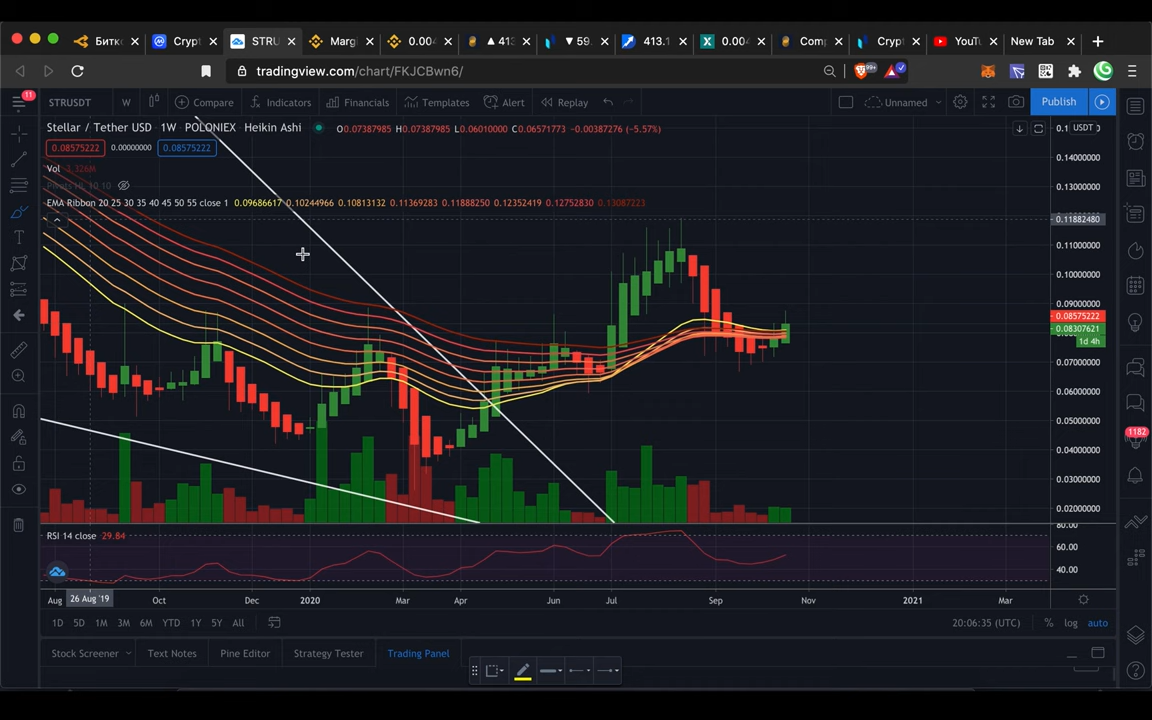 Битк Crypt STRU Margi 0.004 ▲413 ▼59. 413.1 0.004 Comp Crypt YouTu New Tab
tradingview.com/chart/FKJCBwn6/ 99+
11 STRUSDT W Compare Indicators Financials Templates Alert Replay Unnamed Publish
Stellar / Tether USD · 1W · POLONIEX · Heikin Ashi O0.07387985 H0.07387985 L0.06010000 C0.06571773 -0.00387276 (-5.57%) USDT
0.08575222 0.00000000 0.08575222
0.14000000
Vol 1.326M
0.13000000
EMA Ribbon 20 25 30 35 40 45 50 55 close 1 0.09686617 0.10244966 0.10813132 0.11369283 0.11888250 0.12352419 0.12752830 0.13087223
0.11882480
0.11000000
0.10000000
0.09000000
0.08575222
0.08307621
1d 4h
0.07000000
0.06000000
0.05000000
0.04000000
1182
0.03000000
0.02000000
80.00
RSI 14 close 29.84
60.00
40.00
Aug 26 Aug '19 Oct Dec 2020 Mar Apr Jun Jul Sep Nov 2021 Mar
1D 5D 1M 3M 6M YTD 1Y 5Y All 20:06:35 (UTC) % log auto
Stock Screener Text Notes Pine Editor Strategy Tester Trading Panel